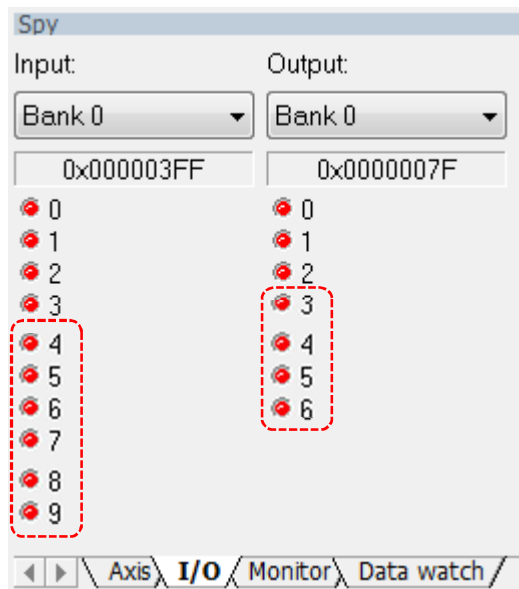 Spy
Input: Output:
Bank 0 Bank 0
0x000003FF 0x0000007F
0 0
1 1
2 2
3 3
4 4
5 5
6 6
7
8
9
Axis I/O Monitor Data watch